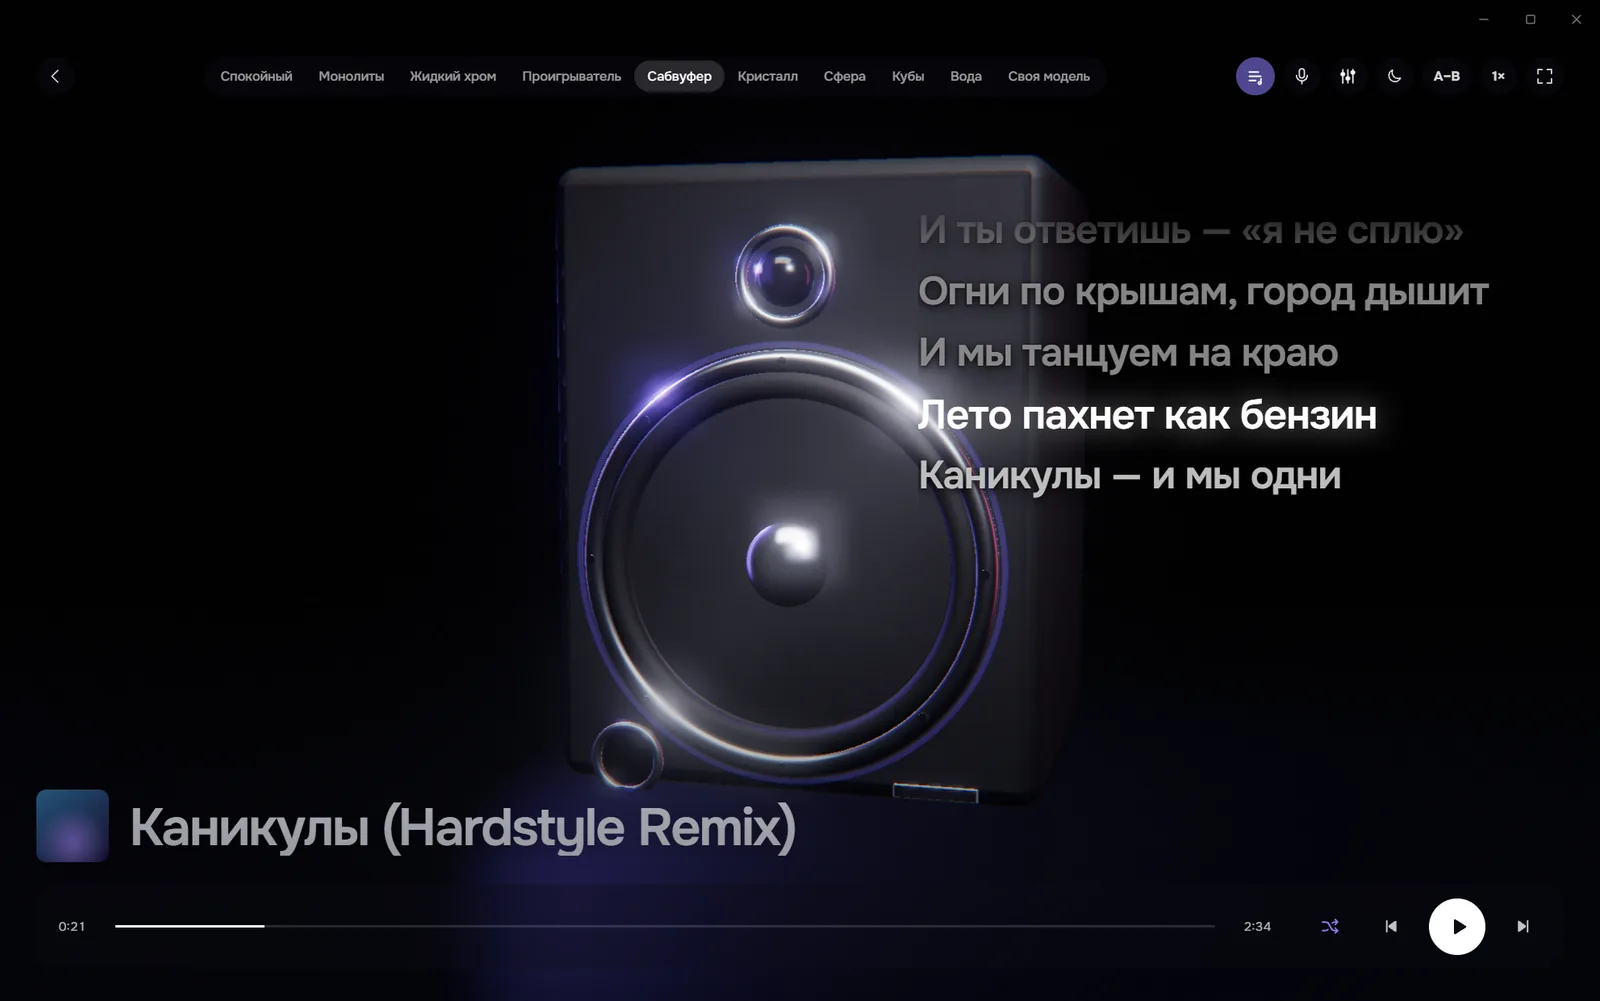 Спокойный Монолиты Жидкий хром Проигрыватель Сабвуфер Кристалл Сфера Кубы Вода Своя модель A–B 1×
И ты ответишь — «я не сплю»
Огни по крышам, город дышит
И мы танцуем на краю
Лето пахнет как бензин
Каникулы — и мы одни
Каникулы (Hardstyle Remix)
0:21 2:34